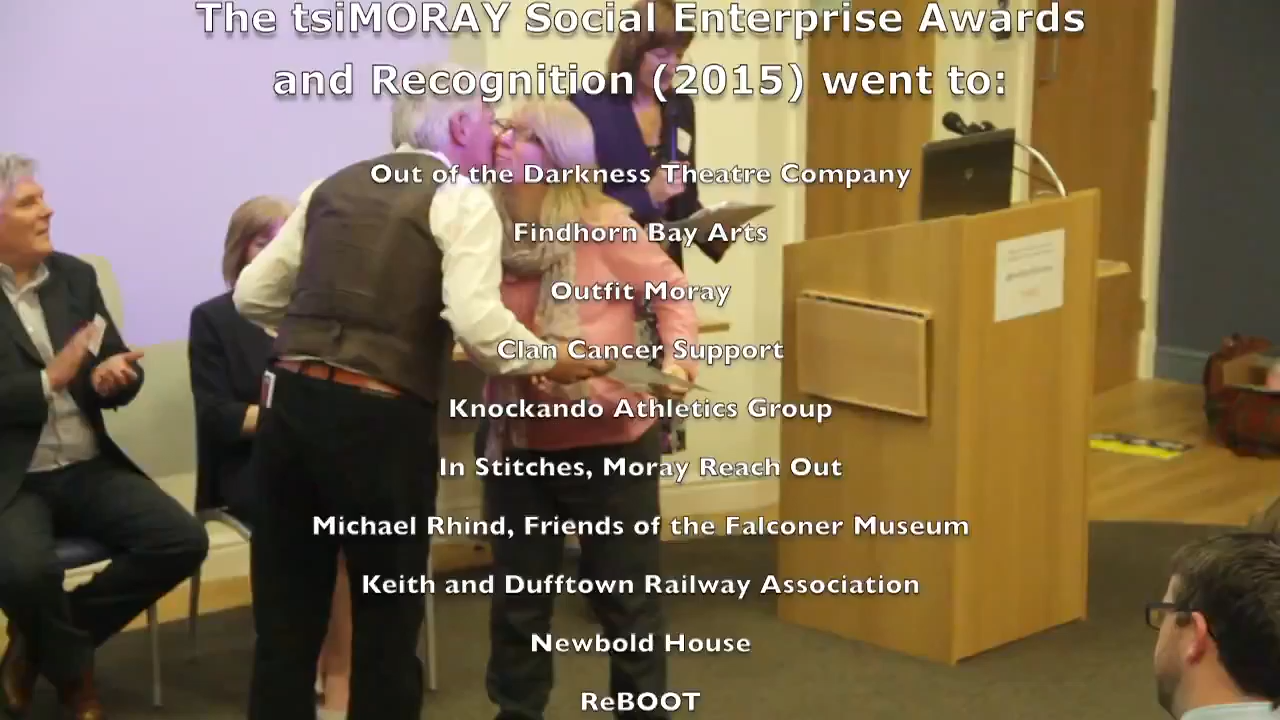 The tsiMORAY Social Enterprise Awards
and Recognition (2015) went to:
Out of the Darkness Theatre Company
Findhorn Bay Arts
Outfit Moray
Clan Cancer Support
Knockando Athletics Group
In Stitches, Moray Reach Out
Michael Rhind, Friends of the Falconer Museum
Keith and Dufftown Railway Association
Newbold House
ReBOOT